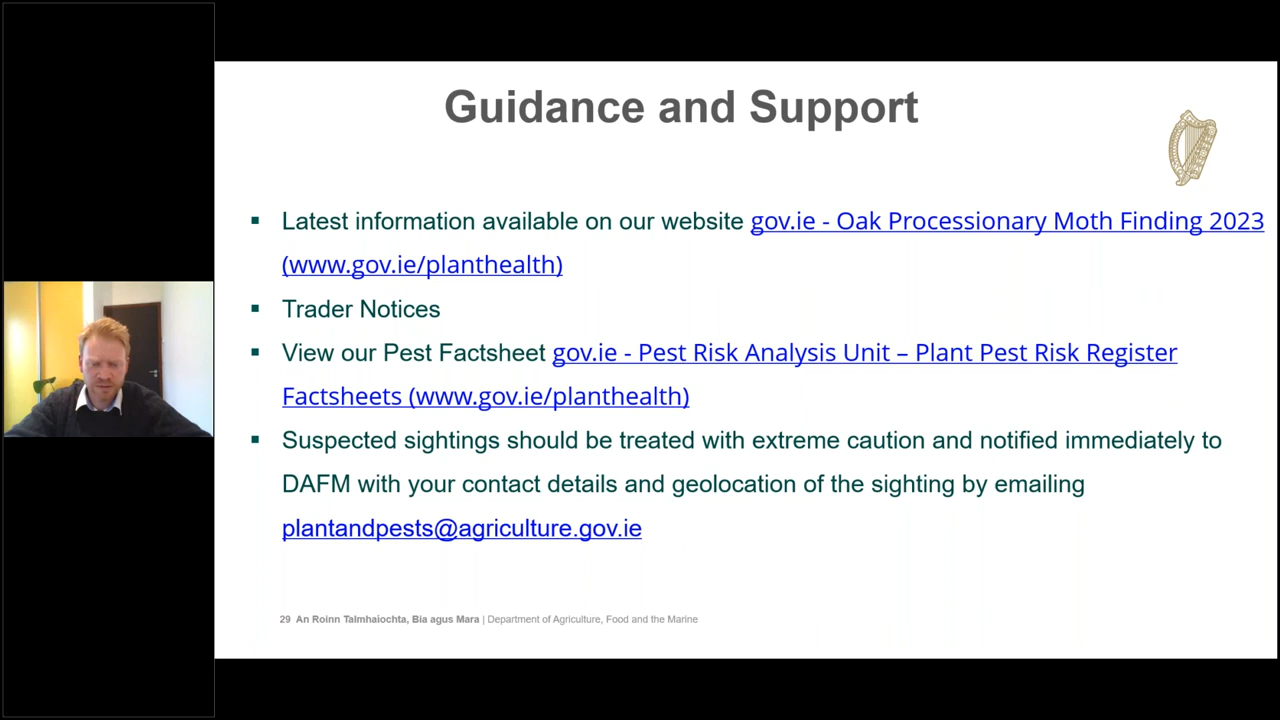 Guidance and Support
▪ Latest information available on our website gov.ie - Oak Processionary Moth Finding 2023
(www.gov.ie/planthealth)
▪ Trader Notices
▪ View our Pest Factsheet gov.ie - Pest Risk Analysis Unit – Plant Pest Risk Register
Factsheets (www.gov.ie/planthealth)
▪ Suspected sightings should be treated with extreme caution and notified immediately to
DAFM with your contact details and geolocation of the sighting by emailing
plantandpests@agriculture.gov.ie
29 An Roinn Talmhaíochta, Bia agus Mara | Department of Agriculture, Food and the Marine